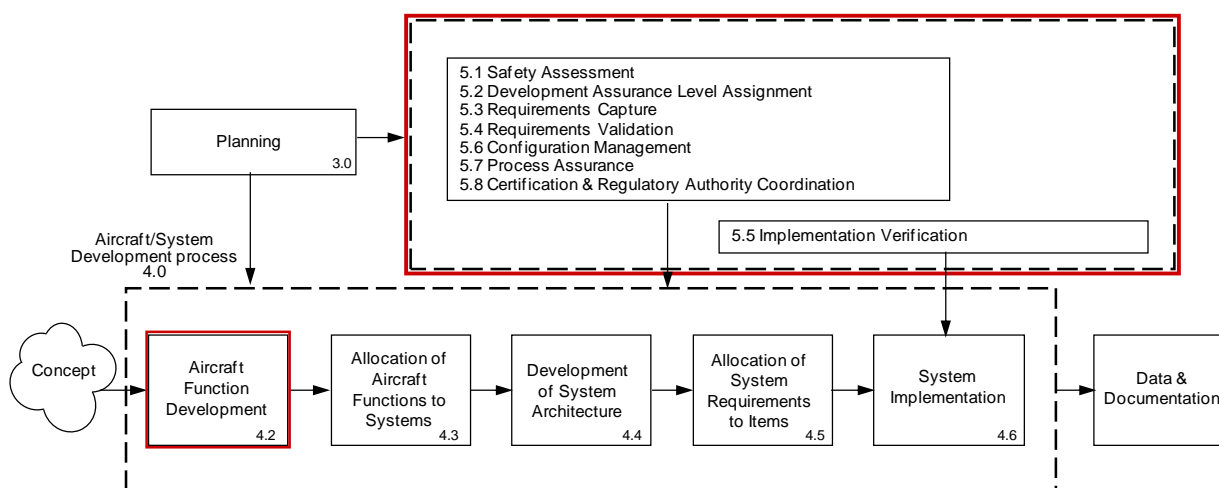 5.1 Safety Assessment
5.2 Development Assurance Level Assignment
5.3 Requirements Capture
5.4 Requirements Validation
5.6 Configuration Management
5.7 Process Assurance
5.8 Certification & Regulatory Authority Coordination
Planning
3.0
5.5 Implementation Verification
Aircraft/System
Development process
4.0
Concept
Aircraft
Function
Development
4.2
Allocation of
Aircraft
Functions to
Systems
4.3
Development
of System
Architecture
4.4
Allocation of
System
Requirements
to Items
4.5
System
Implementation
4.6
Data &
Documentation